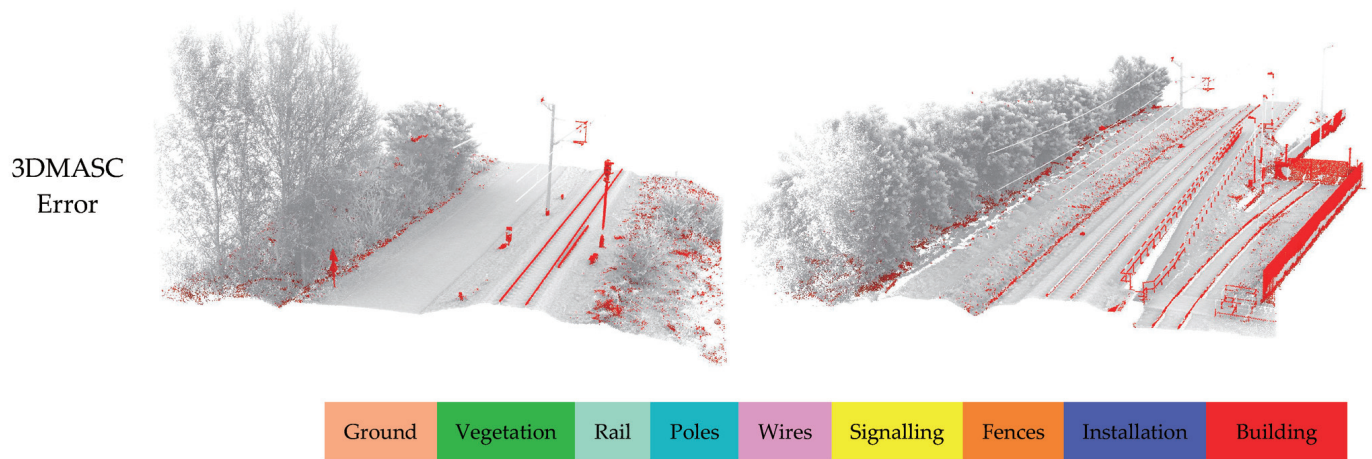 3DMASC
Error
Ground Vegetation Rail Poles Wires Signalling Fences Installation Building